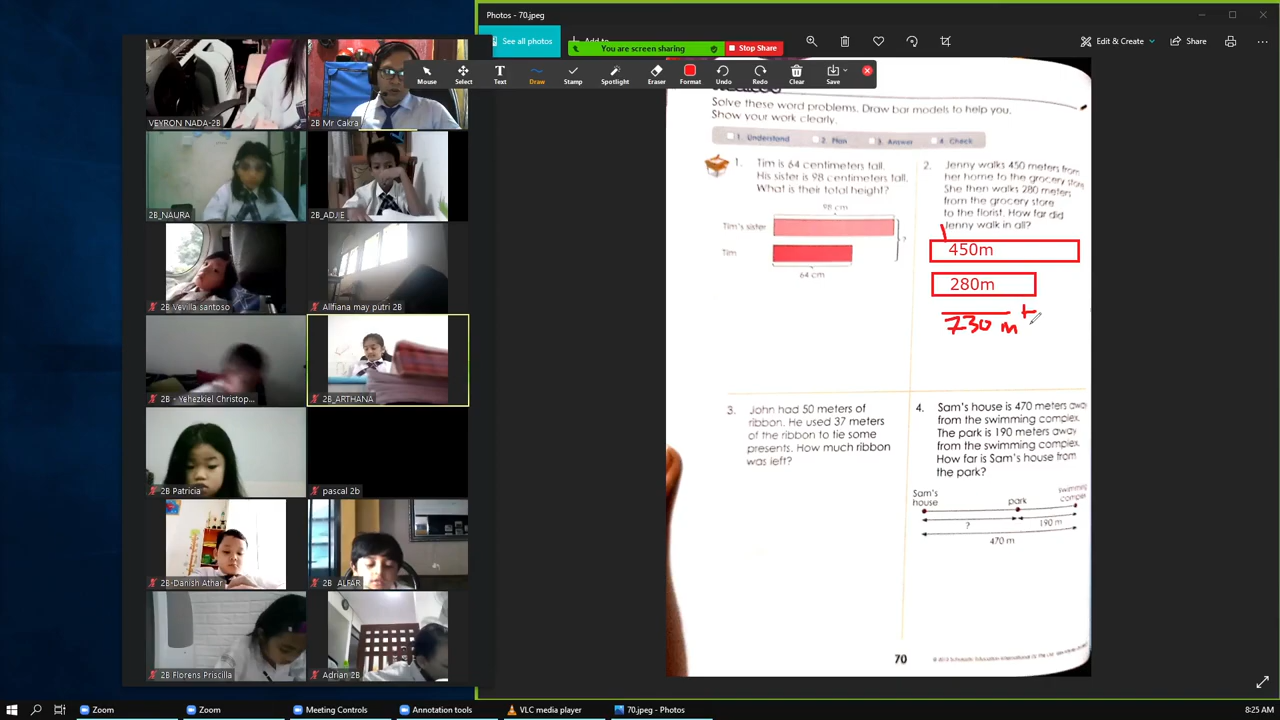 Photos - 70.jpeg
See all photos
Add to
You are screen sharing
Stop Share
Edit & Create
Share
Mouse
Select
Text
Draw
Stamp
Spotlight
Eraser
Format
Undo
Redo
Clear
Save
VEYRON NADA-2B
2B Mr Cakra
2B_NAURA
2B_ADJIE
2B Vevilla santoso
Alfiana may putri 2B
2B - Yehezkiel Christop...
2B_ARTHANA
2B Patricia
pascal 2b
2B-Danish Athar
2B_ALFAR
2B Florens Priscilla
Adrian 2B
Solve these word problems. Draw bar models to help you.
Show your work clearly.
1. Understand
2. Plan
3. Answer
4. Check
1. Tim is 64 centimeters tall.
His sister is 98 centimeters tall.
What is their total height?
98 cm
Tim's sister
?
Tim
64 cm
2. Jenny walks 450 meters from
her home to the grocery store.
She then walks 280 meters
from the grocery store
to the florist. How far did
Jenny walk in all?
1
450m
280m
+
730 m
3. John had 50 meters of
ribbon. He used 37 meters
of the ribbon to tie some
presents. How much ribbon
was left?
4. Sam's house is 470 meters away
from the swimming complex.
The park is 190 meters away
from the swimming complex.
How far is Sam's house from
the park?
Sam's
house
park
swimming
complex
?
190 m
470 m
70
Zoom
Zoom
Meeting Controls
Annotation tools
VLC media player
70.jpeg - Photos
8:25 AM